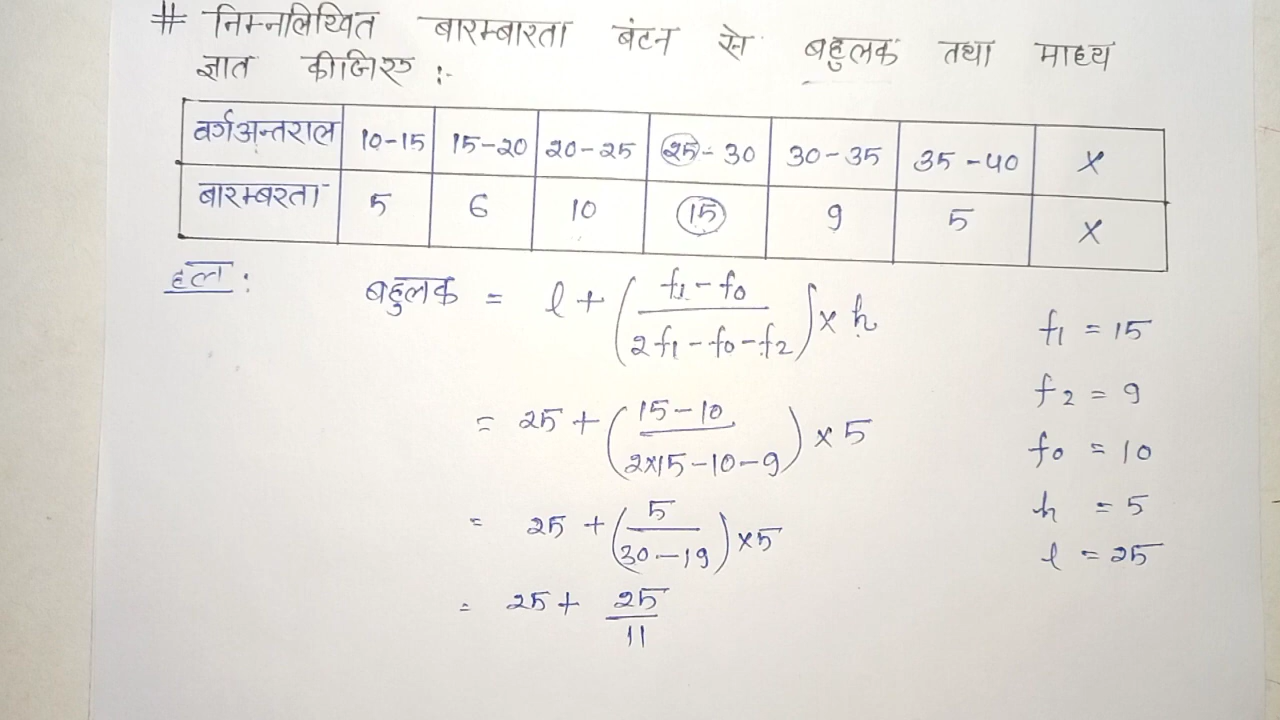 # निम्नलिखित बारम्बारता बंटन से बहुलक तथा माध्य
ज्ञात कीजिए :-
वर्गअन्तराल 10-15 15-20 20-25 25-30 30-35 35-40 x
बारम्बरता 5 6 10 15 9 5 x
हल :
बहुलक = l + (f1 - f0 / 2f1 - f0 - f2) x h
= 25 + (15-10 / 2x15-10-9) x 5
= 25 + (5 / 30-19) x 5
= 25 + 25/11
f1 = 15
f2 = 9
f0 = 10
h = 5
l = 25